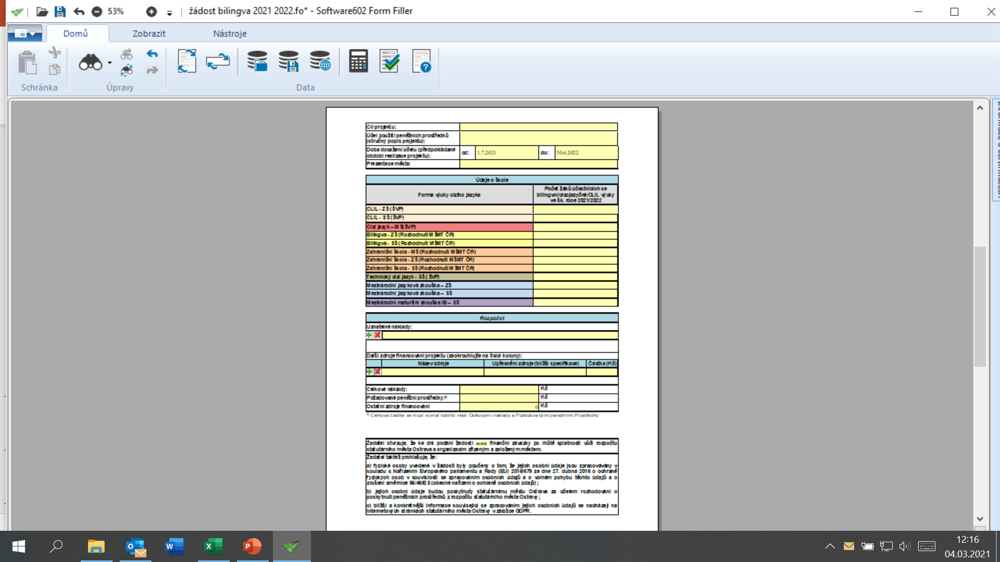 53%
žádost bilingva 2021 2022.fo* - Software602 Form Filler
Domů
Zobrazit
Nástroje
Schránka
Úpravy
Data
Cíl projektu:
Účel použití peněžních prostředků
(stručný popis projektu):
Doba dosažení účelu (předpokládané
období realizace projektu):
od:
1.7.2021
do:
30.6.2022
Prezentace města:
Údaje o škole
Forma výuky cizího jazyka
Počet žáků účastnících se
bilingvní/cizojazyčné/CLIL výuky
ve šk. roce 2021/2022
CLIL - ZŠ (ŠVP)
CLIL - SŠ (ŠVP)
Cizí jazyk – MŠ (ŠVP)
Bilingva - ZŠ (Rozhodnutí MŠMT ČR)
Bilingva - SŠ (Rozhodnutí MŠMT ČR)
Zahraniční škola - MŠ (Rozhodnutí MŠMT ČR)
Zahraniční škola - ZŠ (Rozhodnutí MŠMT ČR)
Zahraniční škola - SŠ (Rozhodnutí MŠMT ČR)
Technický cizí jazyk - SŠ ( ŠVP)
Mezinárodní jazyková zkouška – ZŠ
Mezinárodní jazyková zkouška – SŠ
Mezinárodní maturitní zkouška IB – SŠ
Rozpočet
Uznatelné náklady:
Další zdroje financování projektu (zaokrouhlujte na tisíci koruny):
Název zdroje
Upřesnění zdroje (bližší specifikace)
Částka (Kč)
Celkové náklady:
Kč
Požadované peněžní prostředky:
Kč
Ostatní zdroje financování
0
Kč
Celková částka se musí rovnat rozdílu mezi Celkovými náklady a Požadovanými peněžními Prostředky
Žadatel stvrzuje, že ke dni podání žádosti nemá finanční závazky po lhůtě splatnosti vůči rozpočtu
statutárního města Ostrava a organizacím zřízeným a založeným městem.
Žadatel taktéž prohlašuje, že:
a) fyzické osoby uvedené v žádosti byly poučeny o tom, že jejich osobní údaje jsou zpracovávány v
souladu s Nařízením Evropského parlamentu a Rady (EU) 2016/679 ze dne 27. dubna 2016 o ochraně
fyzických osob v souvislosti se zpracováním osobních údajů a o volném pohybu těchto údajů a o
zrušení směrnice 95/46/ES (obecné nařízení o ochraně osobních údajů) ;
b) jejich osobní údaje budou poskytnuty statutárnímu městu Ostrava za účelem rozhodování o
poskytnutí peněžních prostředků z rozpočtu statutárního města Ostravy ;
c) bližší a konkrétnější informace související se zpracováním jejich osobních údajů se nacházejí na
internetových stránkách statutárního města Ostravy v záložce GDPR.
12:16
04.03.2021